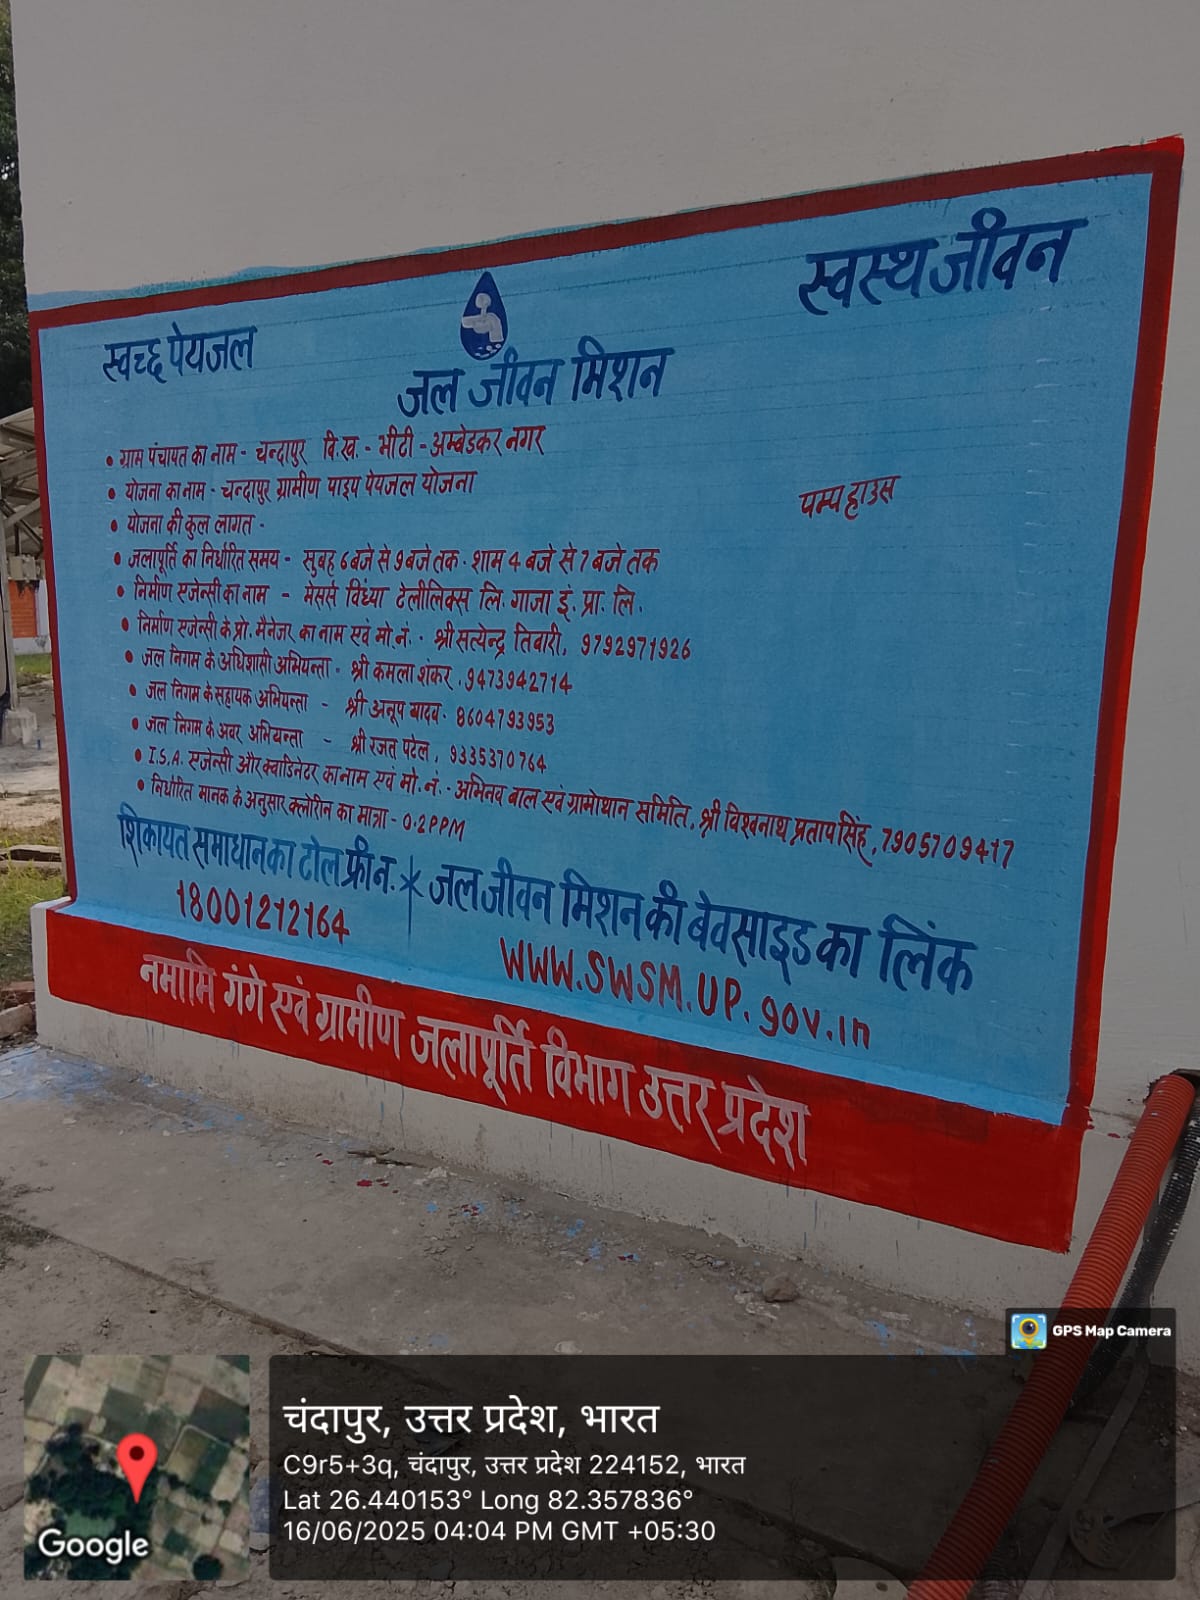 स्वच्छ पेयजल
स्वस्थ जीवन
जल जीवन मिशन
• ग्राम पंचायत का नाम - चन्दापुर वि.ख. - भीटी - अम्बेडकर नगर
• योजना का नाम - चन्दापुर ग्रामीण पाइप पेयजल योजना
पम्प हाउस
• योजना की कुल लागत -
• जलापूर्ति का निर्धारित समय - सुबह 6 बजे से 9 बजे तक - शाम 4 बजे से 7 बजे तक
• निर्माण एजेन्सी का नाम - मेसर्स विंध्या टेलीलिंक्स लि. गाजा इं. प्रा. लि.
• निर्माण एजेन्सी के प्रो. मैनेजर का नाम एवं मो. नं. - श्री सत्येन्द्र तिवारी, 9792971926
• जल निगम के अधिशासी अभियन्ता - श्री कमला शंकर, 9473942714
• जल निगम के सहायक अभियन्ता - श्री अनूप यादव - 8604793953
• जल निगम के अवर अभियन्ता - श्री रजत पटेल, 9335370764
• I.S.A. एजेन्सी और क्वाडिनेटर का नाम एवं मो. नं. - अभिनव बाल एवं ग्रामोथान समिति, श्री विश्वनाथ प्रताप सिंह, 7905709417
• निर्धारित मानक के अनुसार क्लोरिन का मात्रा - 0.2 PPM
शिकायत समाधान का टोल फ्री न. * जल जीवन मिशन की बेवसाइड का लिंक
18001212164
WWW.SWSM.UP.gov.in
नमामि गंगे एवं ग्रामीण जलापूर्ति विभाग उत्तर प्रदेश
GPS Map Camera
चंदापुर, उत्तर प्रदेश, भारत
C9r5+3q, चंदापुर, उत्तर प्रदेश 224152, भारत
Lat 26.440153° Long 82.357836°
16/06/2025 04:04 PM GMT +05:30
Google